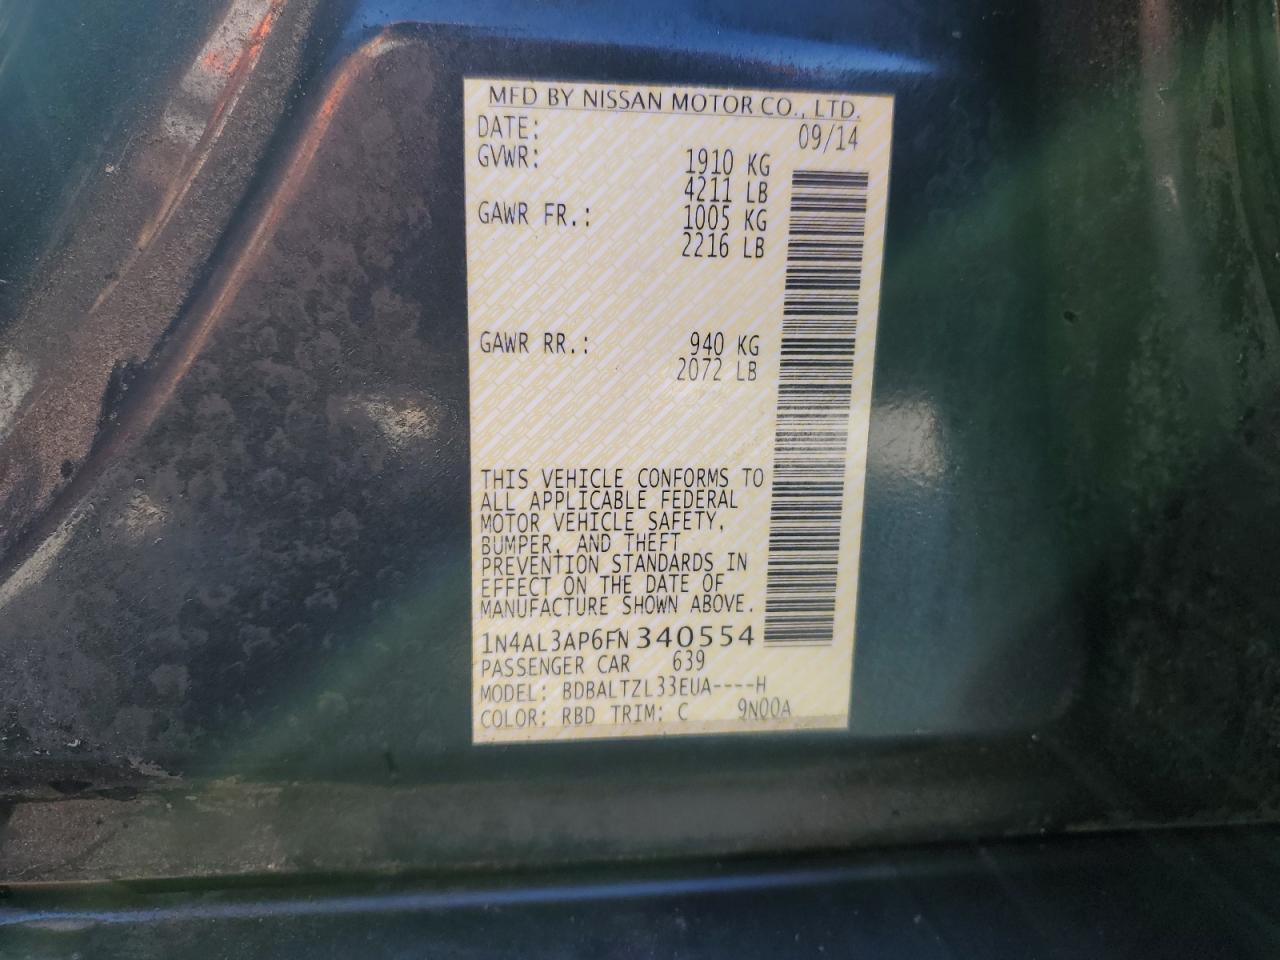 MFD BY NISSAN MOTOR CO., LTD.
DATE: 09/14
GVWR: 1910 KG
4211 LB
GAWR FR.: 1005 KG
2216 LB
GAWR RR.: 940 KG
2072 LB
THIS VEHICLE CONFORMS TO
ALL APPLICABLE FEDERAL
MOTOR VEHICLE SAFETY,
BUMPER, AND THEFT
PREVENTION STANDARDS IN
EFFECT ON THE DATE OF
MANUFACTURE SHOWN ABOVE.
1N4AL3AP6FN340554
PASSENGER CAR 639
MODEL: BDBALTZL33EUA----H
COLOR: RBD TRIM: C 9N00A